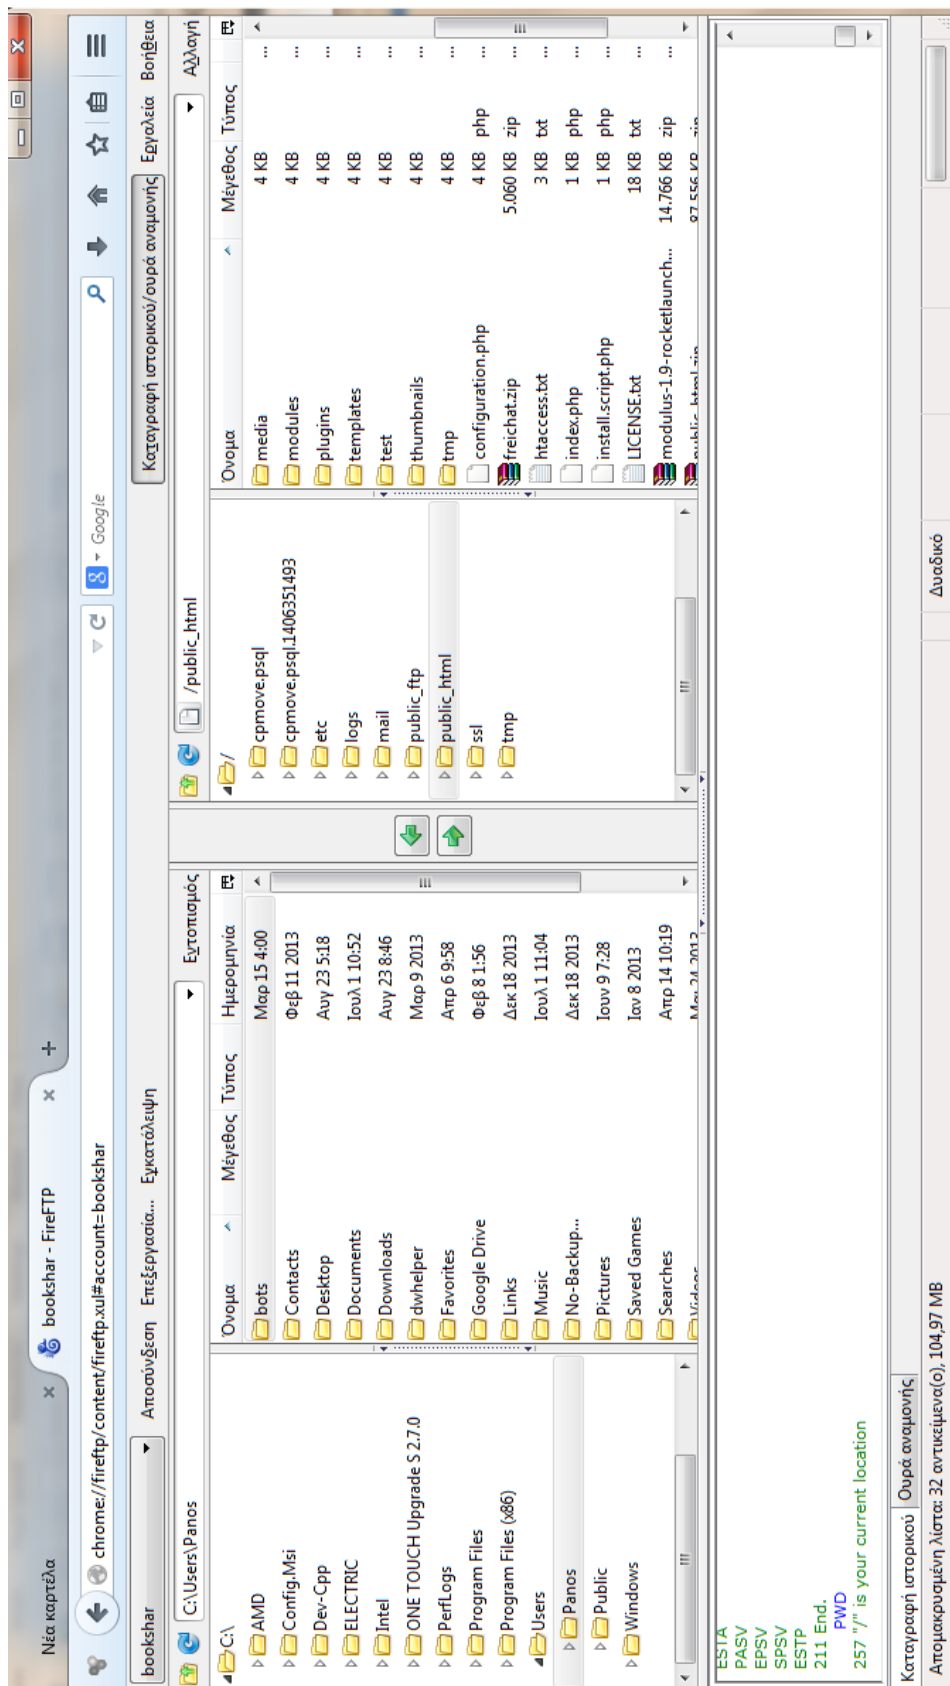 Νέα καρτέλα
bookshar - FireFTP
chrome://fireftp/content/fireftp.xul#account=bookshar
8 Google
bookshar Αποσύνδεση Επεξεργασία... Εγκατάλειψη Καταγραφή ιστορικού/ουρά αναμονής Εργαλεία Βοήθεια
C:\Users\Panos Εντοπισμός
C:\
AMD
Config.Msi
Dev-Cpp
ELECTRIC
Intel
ONE TOUCH Upgrade S 2.7.0
PerfLogs
Program Files
Program Files (x86)
Users
Panos
Public
Windows
Όνομα Μέγεθος Τύπος Ημερομηνία
bots Μαρ 15 4:00
Contacts Φεβ 11 2013
Desktop Αυγ 23 5:18
Documents Ιουλ 1 10:52
Downloads Αυγ 23 8:46
dwhelper Μαρ 9 2013
Favorites Απρ 6 9:58
Google Drive Φεβ 8 1:56
Links Δεκ 18 2013
Music Ιουλ 1 11:04
No-Backup... Δεκ 18 2013
Pictures Ιουν 9 7:28
Saved Games Ιαν 8 2013
Searches Απρ 14 10:19
Videos
/public_html Αλλαγή
/
cpmove.psql
cpmove.psql.1406351493
etc
logs
mail
public_ftp
public_html
ssl
tmp
Όνομα Μέγεθος Τύπος
media 4 KB ...
modules 4 KB ...
plugins 4 KB ...
templates 4 KB ...
test 4 KB ...
thumbnails 4 KB ...
tmp 4 KB ...
configuration.php 4 KB php ...
freichat.zip 5.060 KB zip ...
htaccess.txt 3 KB txt ...
index.php 1 KB php ...
install.script.php 1 KB php ...
LICENSE.txt 18 KB txt ...
modulus-1.9-rocketlaunch... 14.766 KB zip ...
public_html.zip 87.556 KB zip
ESTA
PASV
EPSV
SPSV
ESTP
211 End.
PWD
257 "/" is your current location
Καταγραφή ιστορικού Ουρά αναμονής
Απομακρυσμένη λίστα: 32 αντικείμενα(ο), 104,97 MB Δυαδικό